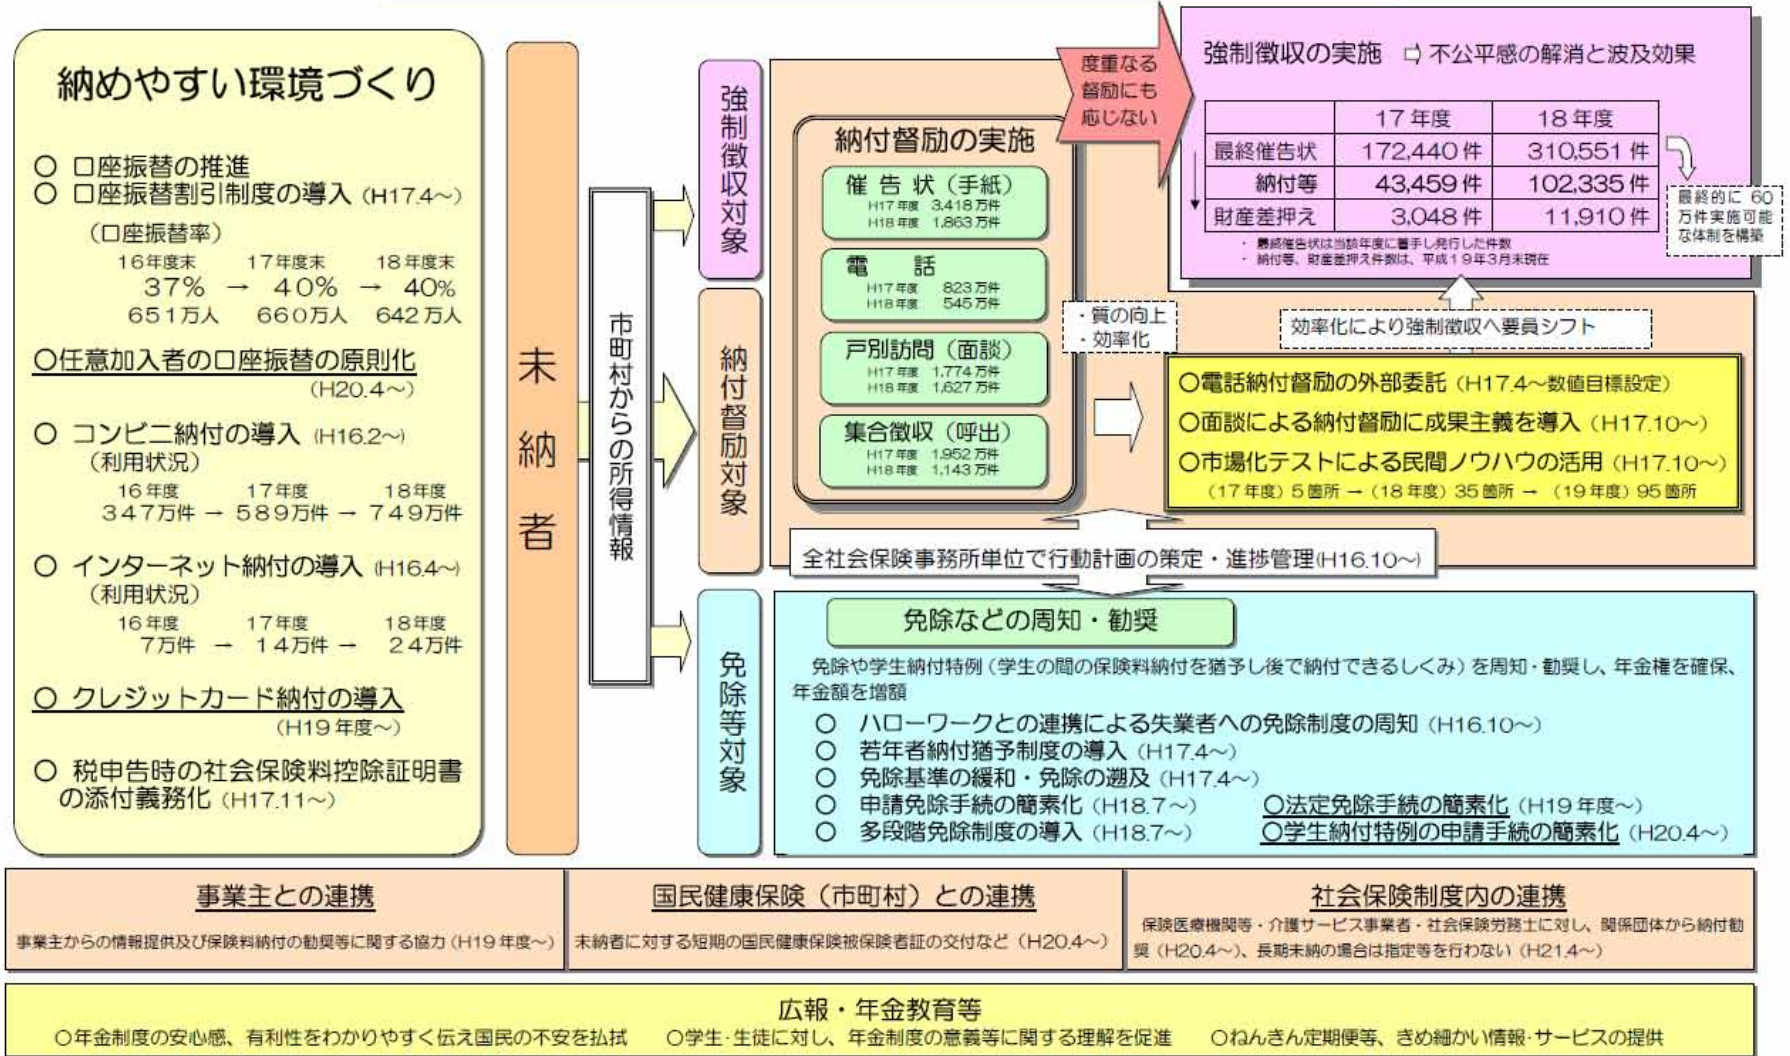 納めやすい環境づくり
○ 口座振替の推進
○ 口座振替割引制度の導入(H17.4～)
(口座振替率)
16年度末 17年度末 18年度末
37% → 40% → 40%
651万人 660万人 642万人
○任意加入者の口座振替の原則化
(H20.4～)
○ コンビニ納付の導入(H16.2～)
(利用状況)
16年度 17年度 18年度
347万件 → 589万件 → 749万件
○ インターネット納付の導入(H16.4～)
(利用状況)
16年度 17年度 18年度
7万件 → 14万件 → 24万件
○ クレジットカード納付の導入
(H19年度～)
○ 税申告時の社会保険料控除証明書
の添付義務化(H17.11～)
未納者
市町村からの所得情報
強制徴収対象
納付督励対象
免除等対象
納付督励の実施
催告状(手紙)
H17年度 3,418万件
H18年度 1,863万件
電話
H17年度 823万件
H18年度 545万件
戸別訪問(面談)
H17年度 1,774万件
H18年度 1,627万件
集合徴収(呼出)
H17年度 1,952万件
H18年度 1,143万件
度重なる
督励にも
応じない
強制徴収の実施 ⇨ 不公平感の解消と波及効果
17年度 18年度
最終催告状 172,440件 310,551件
納付等 43,459件 102,335件
財産差押え 3,048件 11,910件
・ 最終催告状は当該年度に着手し発行した件数
・ 納付等、財産差押え件数は、平成19年3月末現在
最終的に 60
万件実施可能
な体制を構築
・質の向上
・効率化
効率化により強制徴収へ要員シフト
○電話納付督励の外部委託(H17.4～数値目標設定)
○面談による納付督励に成果主義を導入(H17.10～)
○市場化テストによる民間ノウハウの活用(H17.10～)
(17年度)5箇所 → (18年度)35箇所 → (19年度)95箇所
全社会保険事務所単位で行動計画の策定・進捗管理(H16.10～)
免除などの周知・勧奨
免除や学生納付特例(学生の間の保険料納付を猶予し後で納付できるしくみ)を周知・勧奨し、年金権を確保、
年金額を増額
○ ハローワークとの連携による失業者への免除制度の周知(H16.10～)
○ 若年者納付猶予制度の導入(H17.4～)
○ 免除基準の緩和・免除の遡及(H17.4～)
○ 申請免除手続の簡素化(H18.7～) ○法定免除手続の簡素化(H19年度～)
○ 多段階免除制度の導入(H18.7～) ○学生納付特例の申請手続の簡素化(H20.4～)
事業主との連携
事業主からの情報提供及び保険料納付の勧奨等に関する協力(H19年度～)
国民健康保険(市町村)との連携
未納者に対する短期の国民健康保険被保険者証の交付など(H20.4～)
社会保険制度内の連携
保険医療機関等・介護サービス事業者・社会保険労務士に対し、関係団体から納付勧
奨(H20.4～)、長期未納の場合は指定等を行わない(H21.4～)
広報・年金教育等
○年金制度の安心感、有利性をわかりやすく伝え国民の不安を払拭 ○学生・生徒に対し、年金制度の意義等に関する理解を促進 ○ねんきん定期便等、きめ細かい情報・サービスの提供